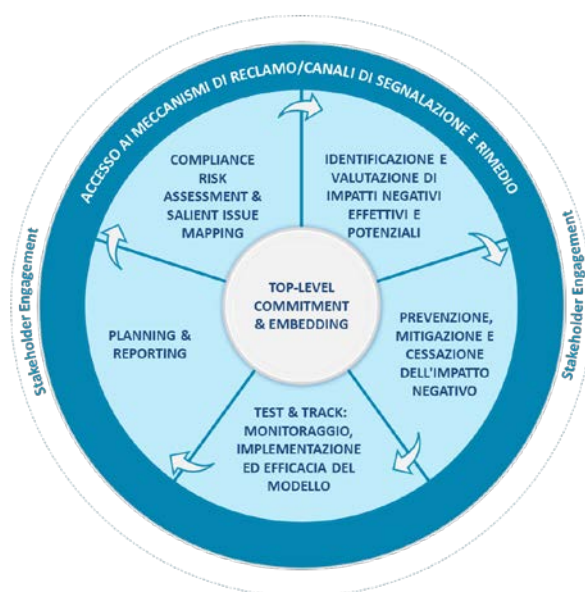 ACCESSO AI MECCANISMI DI RECLAMO/CANALI DI SEGNALAZIONE E RIMEDIO
Stakeholder Engagement
Stakeholder Engagement
COMPLIANCE
RISK
ASSESSMENT &
SALIENT ISSUE
MAPPING
IDENTIFICAZIONE E
VALUTAZIONE DI
IMPATTI NEGATIVI
EFFETTIVI E
POTENZIALI
TOP-LEVEL
COMMITMENT
& EMBEDDING
PLANNING &
REPORTING
PREVENZIONE,
MITIGAZIONE E
CESSAZIONE
DELL'IMPATTO
NEGATIVO
TEST & TRACK:
MONITORAGGIO,
IMPLEMENTAZIONE
ED EFFICACIA DEL
MODELLO